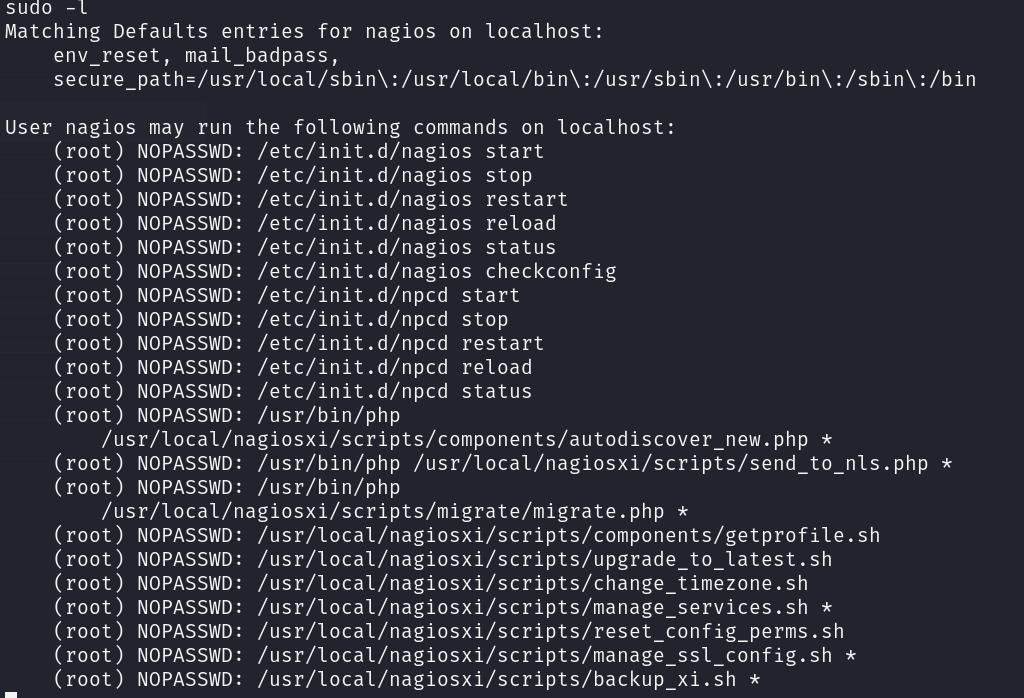 sudo -l
Matching Defaults entries for nagios on localhost:
env_reset, mail_badpass,
secure_path=/usr/local/sbin\:/usr/local/bin\:/usr/sbin\:/usr/bin\:/sbin\:/bin
User nagios may run the following commands on localhost:
(root) NOPASSWD: /etc/init.d/nagios start
(root) NOPASSWD: /etc/init.d/nagios stop
(root) NOPASSWD: /etc/init.d/nagios restart
(root) NOPASSWD: /etc/init.d/nagios reload
(root) NOPASSWD: /etc/init.d/nagios status
(root) NOPASSWD: /etc/init.d/nagios checkconfig
(root) NOPASSWD: /etc/init.d/npcd start
(root) NOPASSWD: /etc/init.d/npcd stop
(root) NOPASSWD: /etc/init.d/npcd restart
(root) NOPASSWD: /etc/init.d/npcd reload
(root) NOPASSWD: /etc/init.d/npcd status
(root) NOPASSWD: /usr/bin/php
/usr/local/nagiosxi/scripts/components/autodiscover_new.php *
(root) NOPASSWD: /usr/bin/php /usr/local/nagiosxi/scripts/send_to_nls.php *
(root) NOPASSWD: /usr/bin/php
/usr/local/nagiosxi/scripts/migrate/migrate.php *
(root) NOPASSWD: /usr/local/nagiosxi/scripts/components/getprofile.sh
(root) NOPASSWD: /usr/local/nagiosxi/scripts/upgrade_to_latest.sh
(root) NOPASSWD: /usr/local/nagiosxi/scripts/change_timezone.sh
(root) NOPASSWD: /usr/local/nagiosxi/scripts/manage_services.sh *
(root) NOPASSWD: /usr/local/nagiosxi/scripts/reset_config_perms.sh
(root) NOPASSWD: /usr/local/nagiosxi/scripts/manage_ssl_config.sh *
(root) NOPASSWD: /usr/local/nagiosxi/scripts/backup_xi.sh *